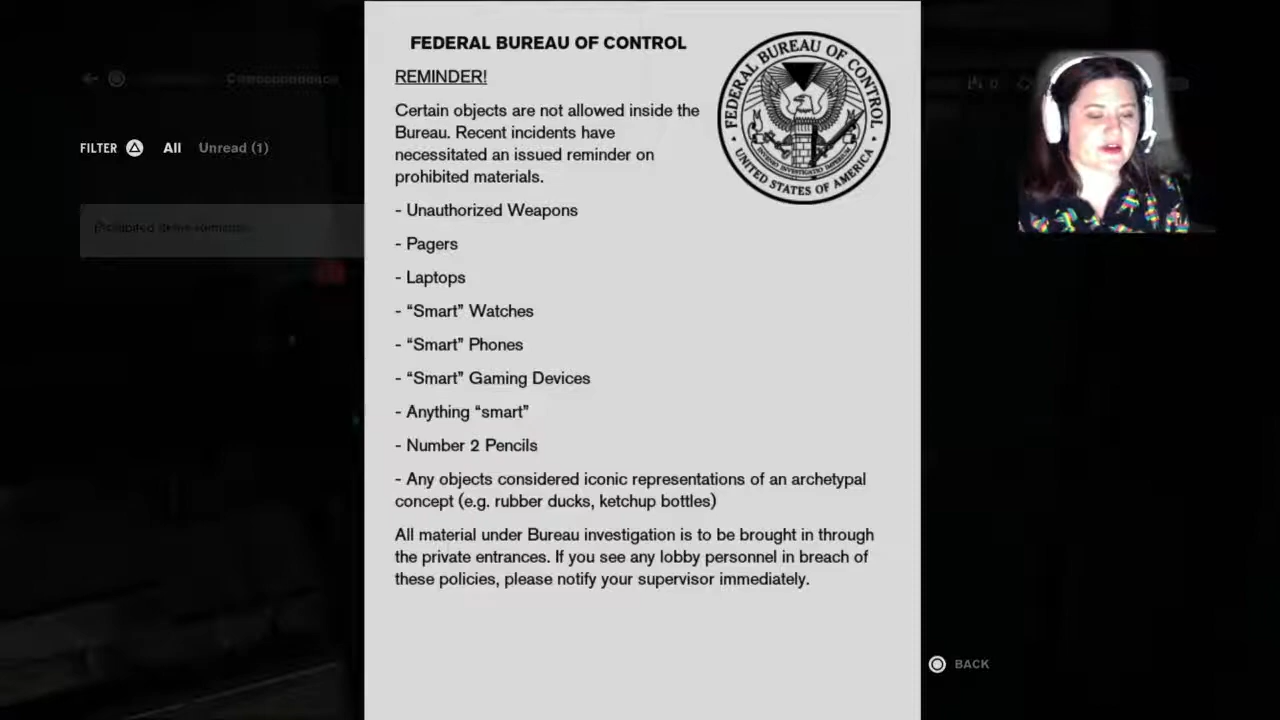 FEDERAL BUREAU OF CONTROL
REMINDER!
Certain objects are not allowed inside the
Bureau. Recent incidents have
necessitated an issued reminder on
prohibited materials.
- Unauthorized Weapons
- Pagers
- Laptops
- “Smart” Watches
- “Smart” Phones
- “Smart” Gaming Devices
- Anything “smart”
- Number 2 Pencils
- Any objects considered iconic representations of an archetypal
concept (e.g. rubber ducks, ketchup bottles)
All material under Bureau investigation is to be brought in through
the private entrances. If you see any lobby personnel in breach of
these policies, please notify your supervisor immediately.
FEDERAL BUREAU OF CONTROL
UNITED STATES OF AMERICA
Correspondence
FILTER All Unread (1)
Prohibited Items Reminder
0
BACK